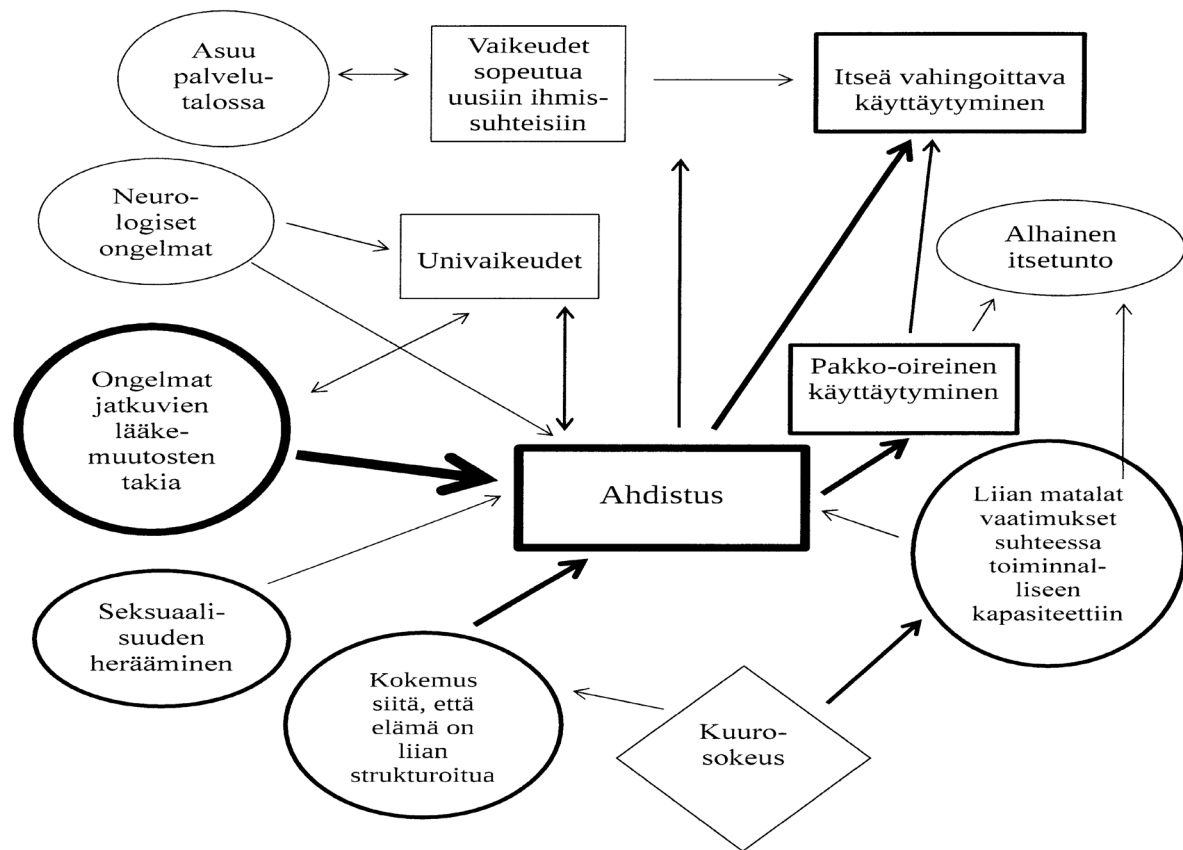 Asuu
palvelu-
talossa
Vaikeudet
sopeutua
uusiin ihmis-
suhteisiin
Itseä vahingoittava
käyttäytyminen
Neuro-
logiset
ongelmat
Univaikeudet
Alhainen
itsetunto
Ongelmat
jatkuvien
lääke-
muutosten
takia
Pakko-oireinen
käyttäytyminen
Ahdistus
Liian matalat
vaatimukset
suhteessa
toiminnal-
liseen
kapasiteettiin
Seksuaali-
suuden
herääminen
Kokemus
siitä, että
elämä on
liian
strukturoitua
Kuuro-
sokeus